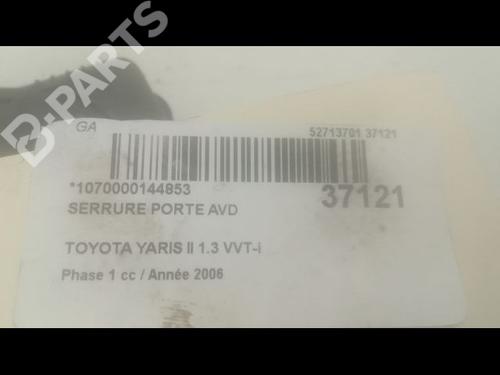 B-PARTS
GA
52713701 37121
*1070000144853
37121
SERRURE PORTE AVD
TOYOTA YARIS II 1.3 VVT-i
Phase 1 cc / Année 2006